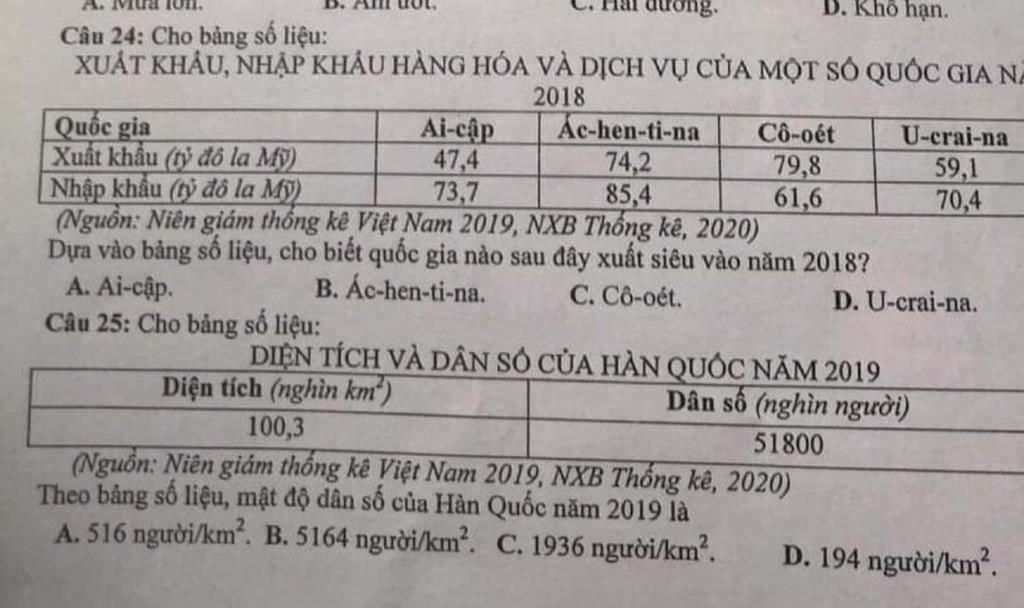 A. Mưa lớn. B. Ẩm ướt. C. Hải dương. D. Khô hạn.
Câu 24: Cho bảng số liệu:
XUẤT KHẨU, NHẬP KHẨU HÀNG HÓA VÀ DỊCH VỤ CỦA MỘT SỐ QUỐC GIA
2018
Quốc gia Ai-cập Ác-hen-ti-na Cô-oét U-crai-na
Xuất khẩu (tỷ đô la Mỹ) 47,4 74,2 79,8 59,1
Nhập khẩu (tỷ đô la Mỹ) 73,7 85,4 61,6 70,4
(Nguồn: Niên giám thống kê Việt Nam 2019, NXB Thống kê, 2020)
Dựa vào bảng số liệu, cho biết quốc gia nào sau đây xuất siêu vào năm 2018?
A. Ai-cập. B. Ác-hen-ti-na. C. Cô-oét. D. U-crai-na.
Câu 25: Cho bảng số liệu:
DIỆN TÍCH VÀ DÂN SỐ CỦA HÀN QUỐC NĂM 2019
Diện tích (nghìn km²) Dân số (nghìn người)
100,3 51800
(Nguồn: Niên giám thống kê Việt Nam 2019, NXB Thống kê, 2020)
Theo bảng số liệu, mật độ dân số của Hàn Quốc năm 2019 là
A. 516 người/km². B. 5164 người/km². C. 1936 người/km². D. 194 người/km².